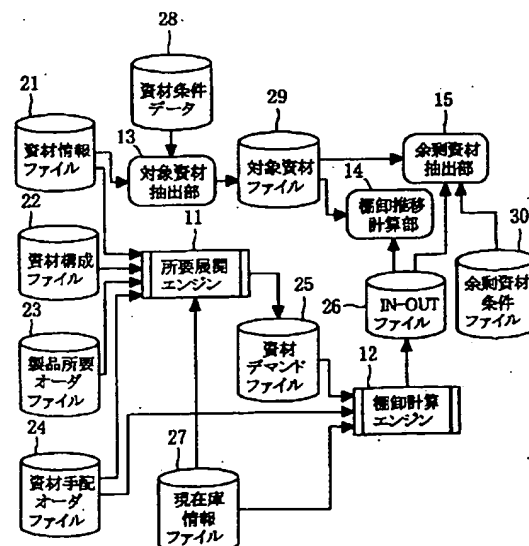 28
資材条件
データ
21
資材情報
ファイル
13
対象資材
抽出部
29
対象資材
ファイル
15
余剰資材
抽出部
14
棚卸推移
計算部
22
資材構成
ファイル
11
所要展開
エンジン
30
余剰資材
条件
ファイル
23
製品所要
オーダ
ファイル
25
資材
デマンド
ファイル
26
IN-OUT
ファイル
12
棚卸計算
エンジン
24
資材手配
オーダ
ファイル
27
現在庫
情報
ファイル